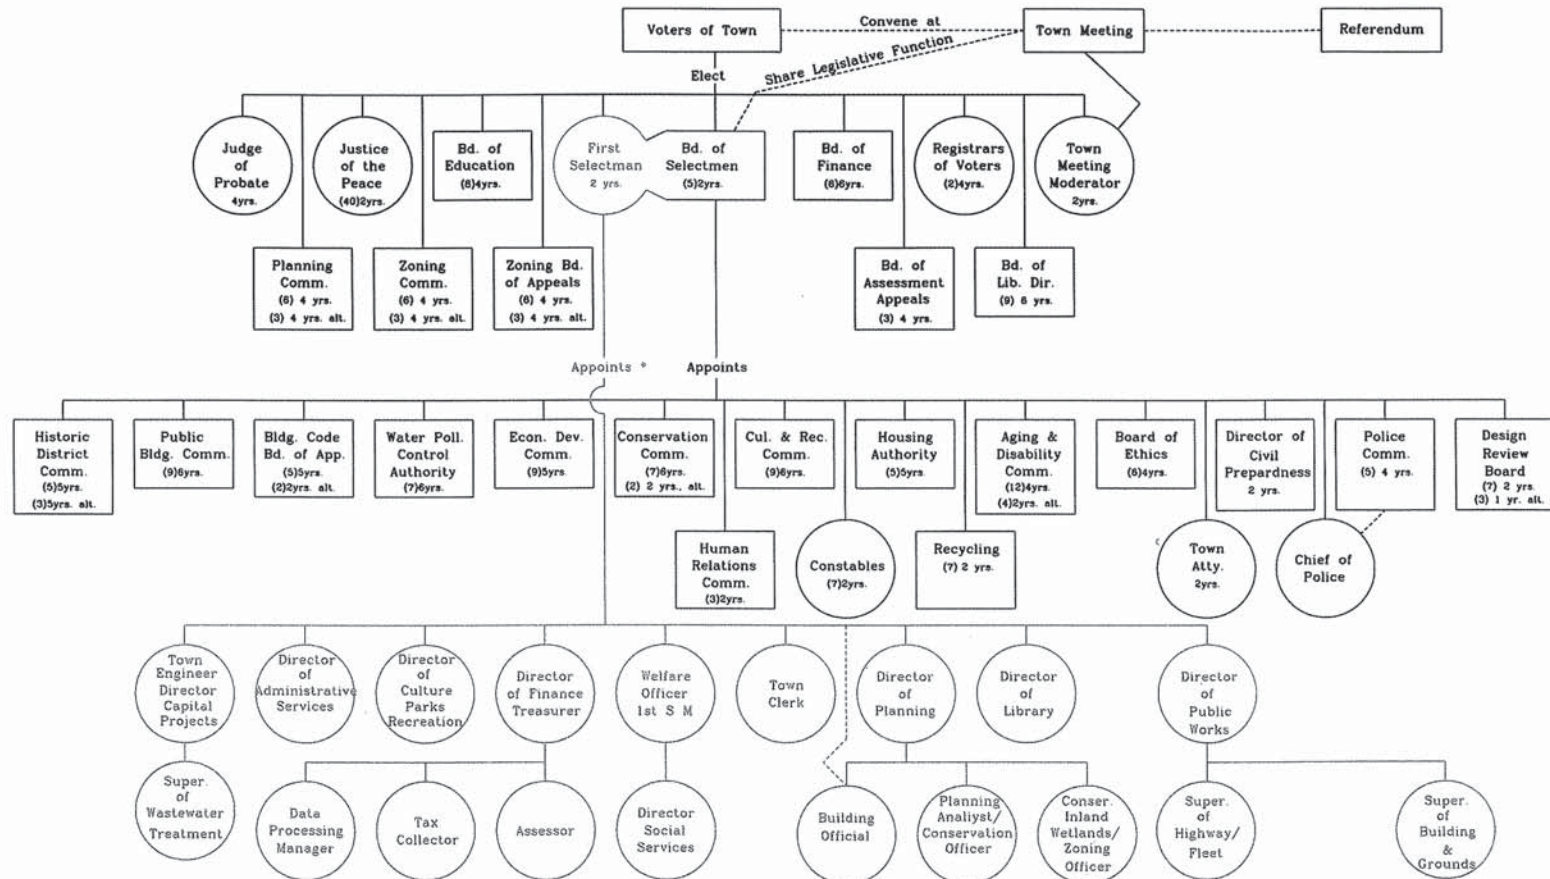 Voters of Town
Convene at
Town Meeting
Referendum
Share Legislative Function
Elect
Judge
of
Probate
4yrs.
Justice
of the
Peace
(40)2yrs.
Bd. of
Education
(8)4yrs.
First
Selectman
2 yrs.
Bd. of
Selectmen
(5)2yrs.
Bd. of
Finance
(6)6yrs.
Registrars
of Voters
(2)4yrs.
Town
Meeting
Moderator
2yrs.
Planning
Comm.
(6) 4 yrs.
(3) 4 yrs. alt.
Zoning
Comm.
(6) 4 yrs.
(3) 4 yrs. alt.
Zoning Bd.
of Appeals
(6) 4 yrs.
(3) 4 yrs. alt.
Bd. of
Assessment
Appeals
(3) 4 yrs.
Bd. of
Lib. Dir.
(9) 6 yrs.
Appoints *
Appoints
Historic
District
Comm.
(5)5yrs.
(3)5yrs. alt.
Public
Bldg. Comm.
(9)6yrs.
Bldg. Code
Bd. of App.
(5)5yrs.
(2)2yrs. alt.
Water Poll.
Control
Authority
(7)6yrs.
Econ. Dev.
Comm.
(9)5yrs.
Conservation
Comm.
(7)6yrs.
(2) 2 yrs., alt.
Cul. & Rec.
Comm.
(9)6yrs.
Housing
Authority
(5)5yrs.
Aging &
Disability
Comm.
(12)4yrs.
(4)2yrs. alt.
Board of
Ethics
(6)4yrs.
Director of
Civil
Prepardness
2 yrs.
Police
Comm.
(5) 4 yrs.
Design
Review
Board
(7) 2 yrs.
(3) 1 yr. alt.
Human
Relations
Comm.
(3)2yrs.
Constables
(7)2yrs.
Recycling
(7) 2 yrs.
Town
Atty.
2yrs.
Chief of
Police
Town
Engineer
Director
Capital
Projects
Director
of
Administrative
Services
Director
of
Culture
Parks
Recreation
Director
of Finance
Treasurer
Welfare
Officer
1st S M
Town
Clerk
Director
of
Planning
Director
of
Library
Director
of
Public
Works
Super.
of
Wastewater
Treatment
Data
Processing
Manager
Tax
Collector
Assessor
Director
Social
Services
Building
Official
Planning
Analyst/
Conservation
Officer
Conser.
Inland
Wetlands/
Zoning
Officer
Super.
of
Highway/
Fleet
Super.
of
Building
&
Grounds